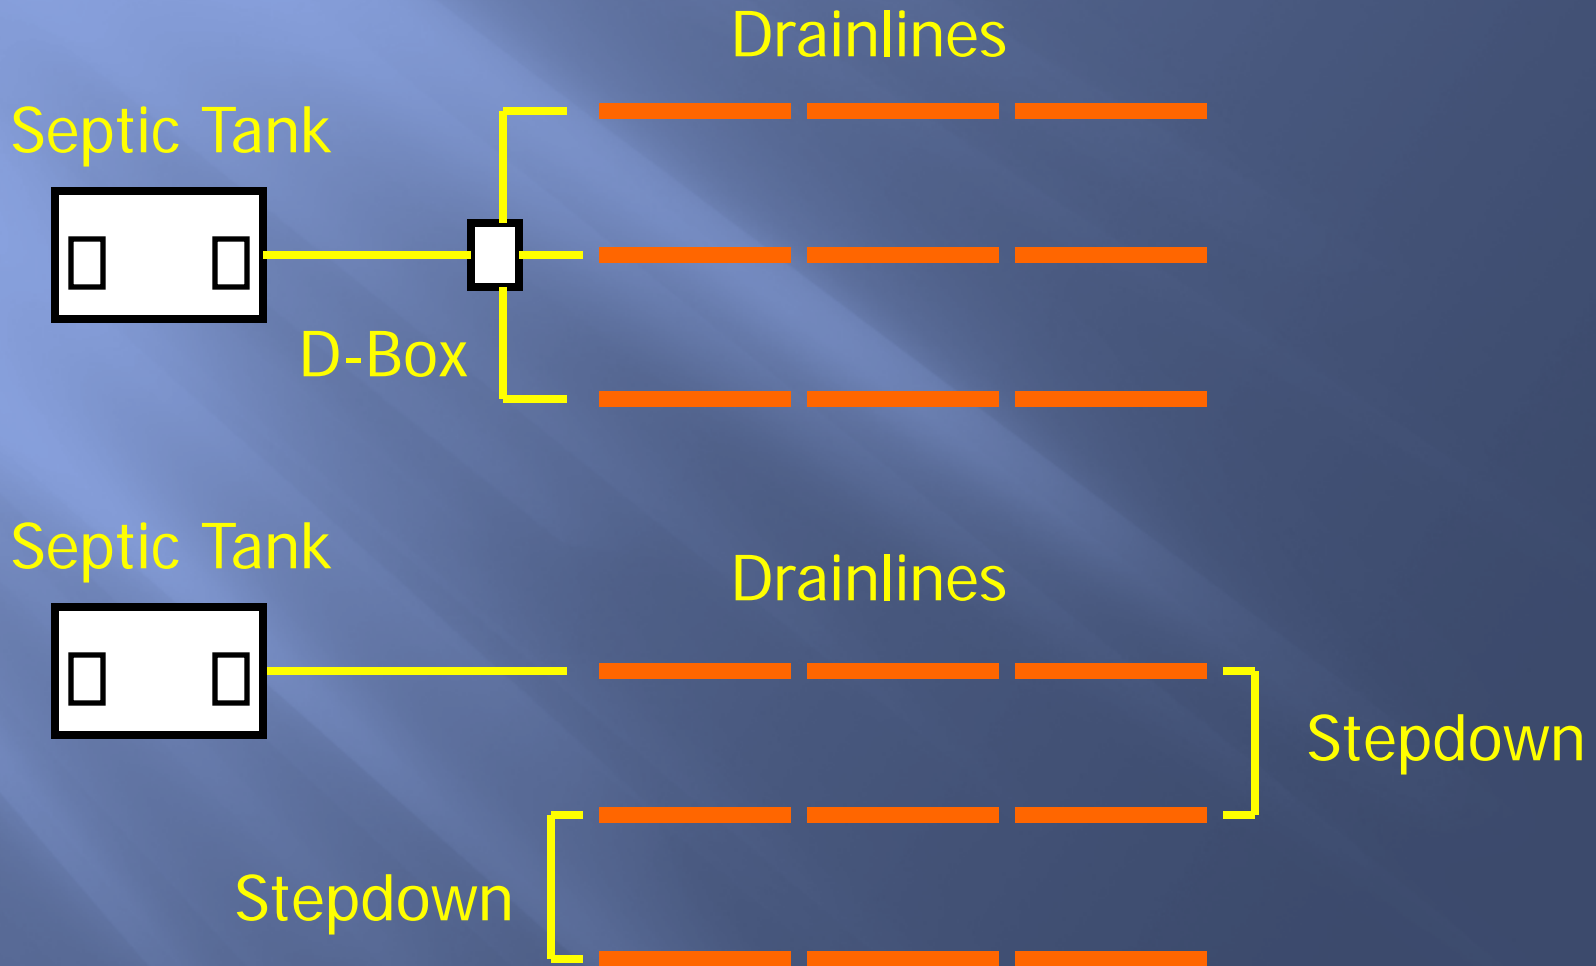 Drainlines
Septic Tank
D-Box
Septic Tank
Drainlines
Stepdown
Stepdown